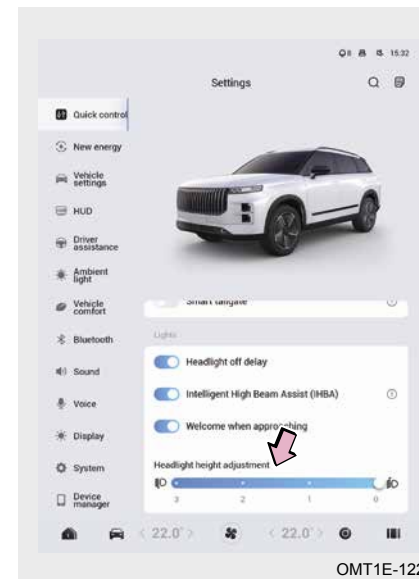 15:32
Settings
Quick control
New energy
Vehicle settings
HUD
Driver assistance
Ambient light
Vehicle comfort
Bluetooth
Sound
Voice
Display
System
Device manager
Smart tailgate
Lights
Headlight off delay
Intelligent High Beam Assist (IHBA)
Welcome when approaching
Headlight height adjustment
3 2 1 0
< 22.0° > < 22.0° >
OMT1E-122